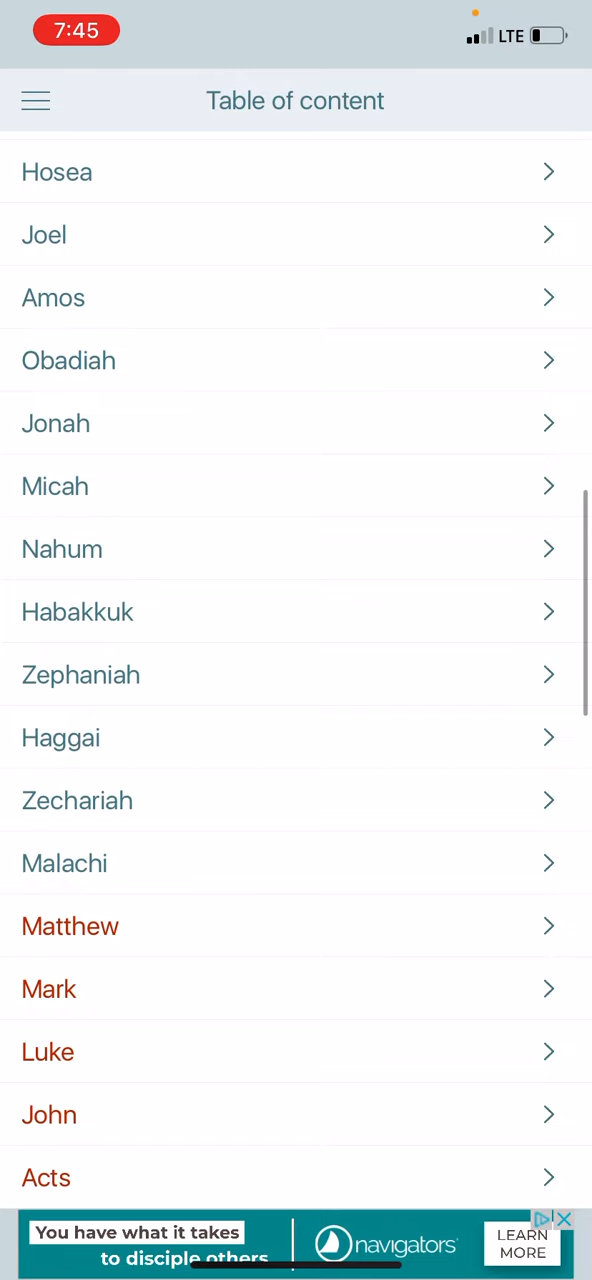 7:45
LTE
Table of content
Hosea
Joel
Amos
Obadiah
Jonah
Micah
Nahum
Habakkuk
Zephaniah
Haggai
Zechariah
Malachi
Matthew
Mark
Luke
John
Acts
You have what it takes
to disciple others
navigators
LEARN
MORE